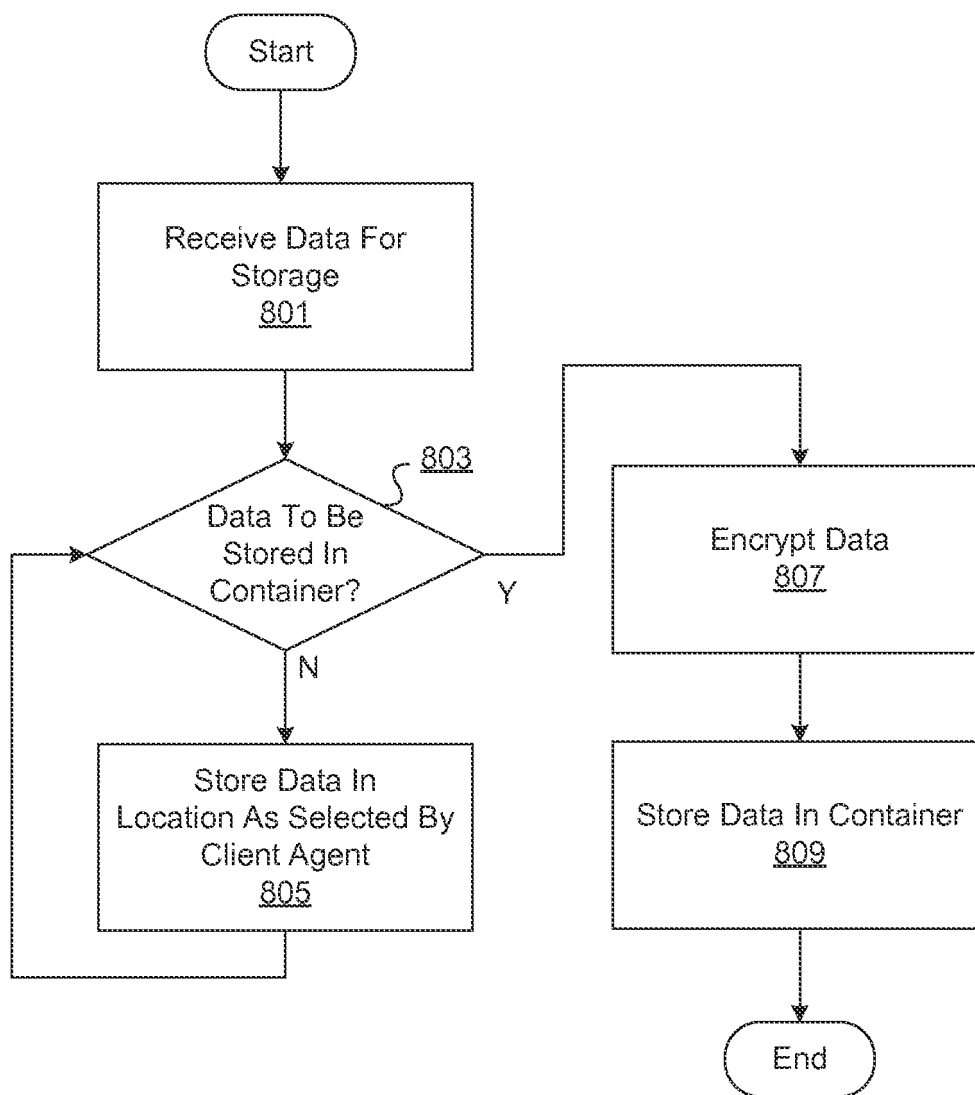 Start
Receive Data For
Storage
801
803
Data To Be
Stored In
Container?
Y
N
Store Data In
Location As Selected By
Client Agent
805
Encrypt Data
807
Store Data In Container
809
End